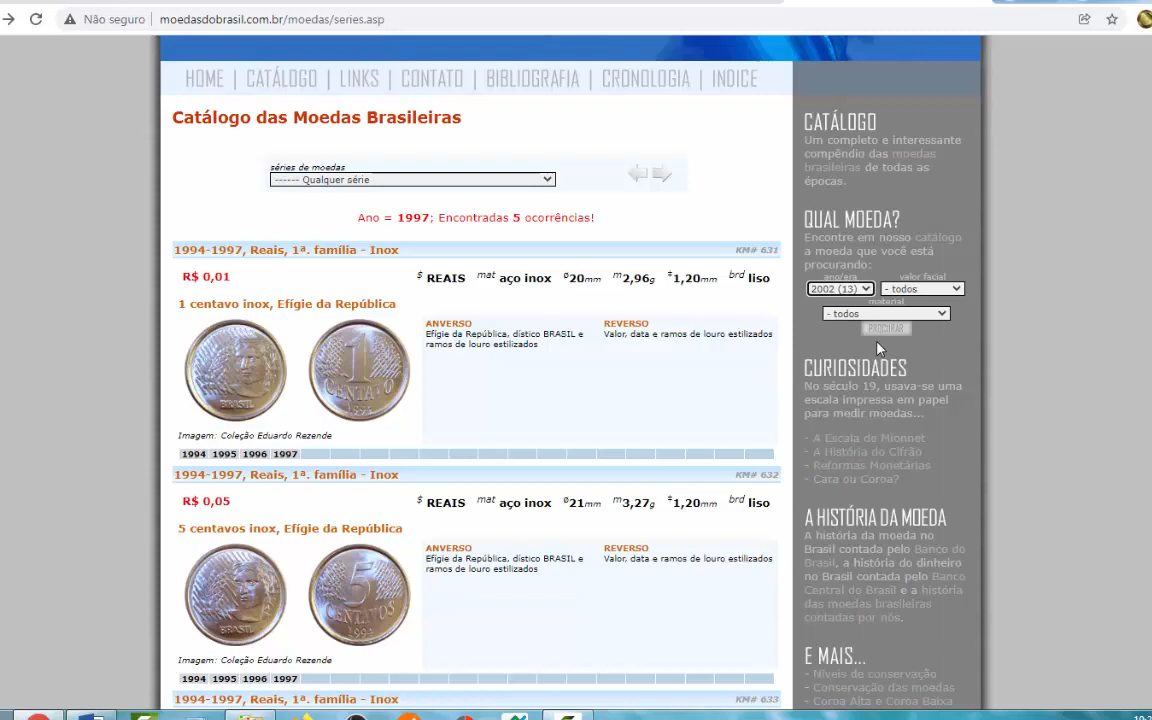 Não seguro
moedasdobrasil.com.br/moedas/series.asp
HOME | CATÁLOGO | LINKS | CONTATO | BIBLIOGRAFIA | CRONOLOGIA | INDICE
Catálogo das Moedas Brasileiras
séries de moedas
------ Qualquer série
Ano = 1997; Encontradas 5 ocorrências!
1994-1997, Reais, 1ª. família - Inox KM# 631
R$ 0,01 $ REAIS mat aço inox ø20mm m2,96g ‡1,20mm brd liso
1 centavo inox, Efígie da República
BRASIL
1
CENTAVO
1994
ANVERSO
Efígie da República, dístico BRASIL e
ramos de louro estilizados
REVERSO
Valor, data e ramos de louro estilizados
Imagem: Coleção Eduardo Rezende
1994 1995 1996 1997
1994-1997, Reais, 1ª. família - Inox KM# 632
R$ 0,05 $ REAIS mat aço inox ø21mm m3,27g ‡1,20mm brd liso
5 centavos inox, Efígie da República
BRASIL
5
CENTAVOS
1994
ANVERSO
Efígie da República, dístico BRASIL e
ramos de louro estilizados
REVERSO
Valor, data e ramos de louro estilizados
Imagem: Coleção Eduardo Rezende
1994 1995 1996 1997
1994-1997, Reais, 1ª. família - Inox KM# 633
CATÁLOGO
Um completo e interessante
compêndio das moedas
brasileiras de todas as
épocas.
QUAL MOEDA?
Encontre em nosso catálogo
a moeda que você está
procurando:
ano/era valor facial
2002 (13) - todos
material
- todos
PROCURAR
CURIOSIDADES
No século 19, usava-se uma
escala impressa em papel
para medir moedas...
- A Escala de Mionnet
- A História do Cifrão
- Reformas Monetárias
- Cara ou Coroa?
A HISTÓRIA DA MOEDA
A história da moeda no
Brasil contada pelo Banco do
Brasil, a história do dinheiro
no Brasil contada pelo Banco
Central do Brasil e a historia
das moedas brasileiras
contadas por nós.
E MAIS...
- Níveis de conservação
- Conservação das moedas
- Coroa Alta e Coroa Baixa